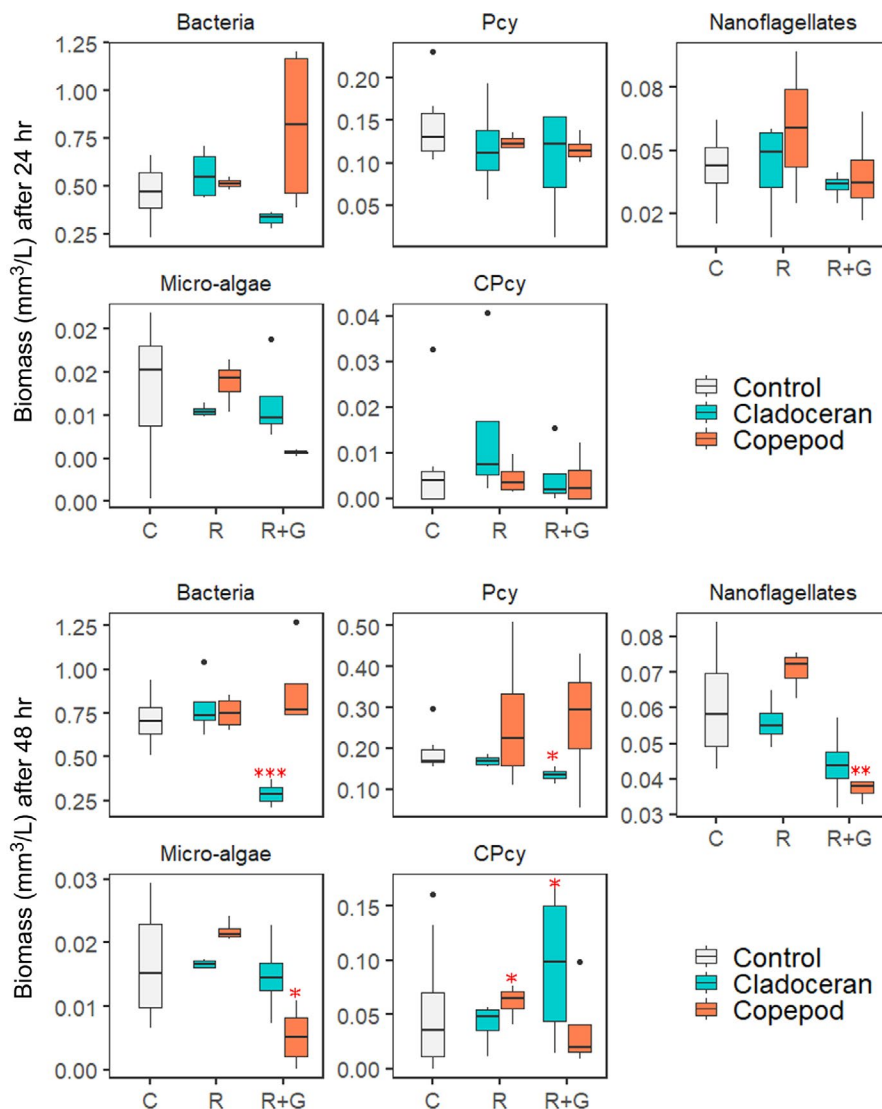 Biomass (mm³/L) after 24 hr
Bacteria
1.25
1.00
0.75
0.50
0.25
Pcy
0.20
0.15
0.10
0.05
Nanoflagellates
0.08
0.05
0.02
C R R+G
Micro-algae
0.02
0.02
0.01
0.00
0.00
C R R+G
CPcy
0.04
0.03
0.02
0.01
0.00
C R R+G
Control
Cladoceran
Copepod
Biomass (mm³/L) after 48 hr
Bacteria
1.25
1.00
0.75
0.50
0.25
***
Pcy
0.50
0.40
0.30
0.20
0.10
*
Nanoflagellates
0.08
0.07
0.06
0.05
0.04
0.03
**
C R R+G
Micro-algae
0.03
0.02
0.01
0.00
*
C R R+G
CPcy
0.15
0.10
0.05
0.00
*
*
C R R+G
Control
Cladoceran
Copepod